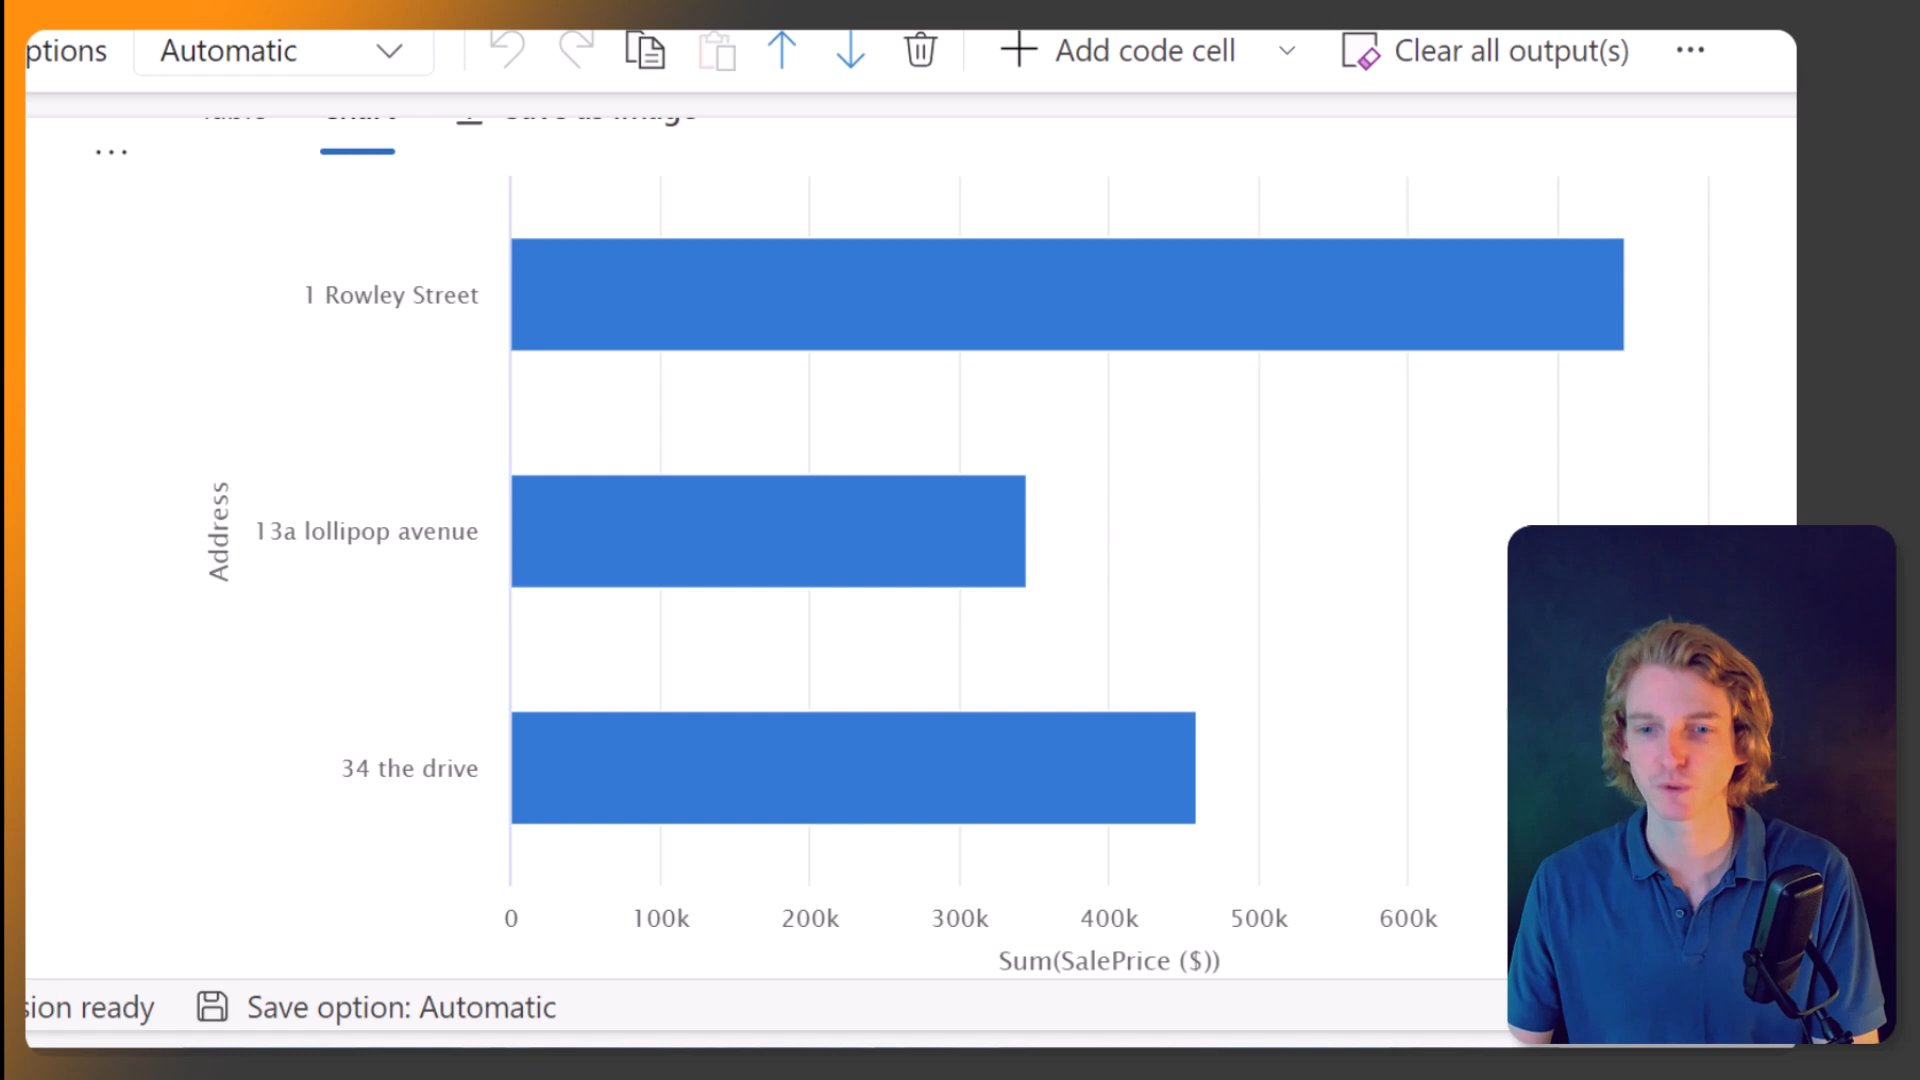 ptions Automatic Add code cell Clear all output(s)
1 Rowley Street
13a lollipop avenue
34 the drive
Address
0 100k 200k 300k 400k 500k 600k
Sum(SalePrice ($))
sion ready Save option: Automatic